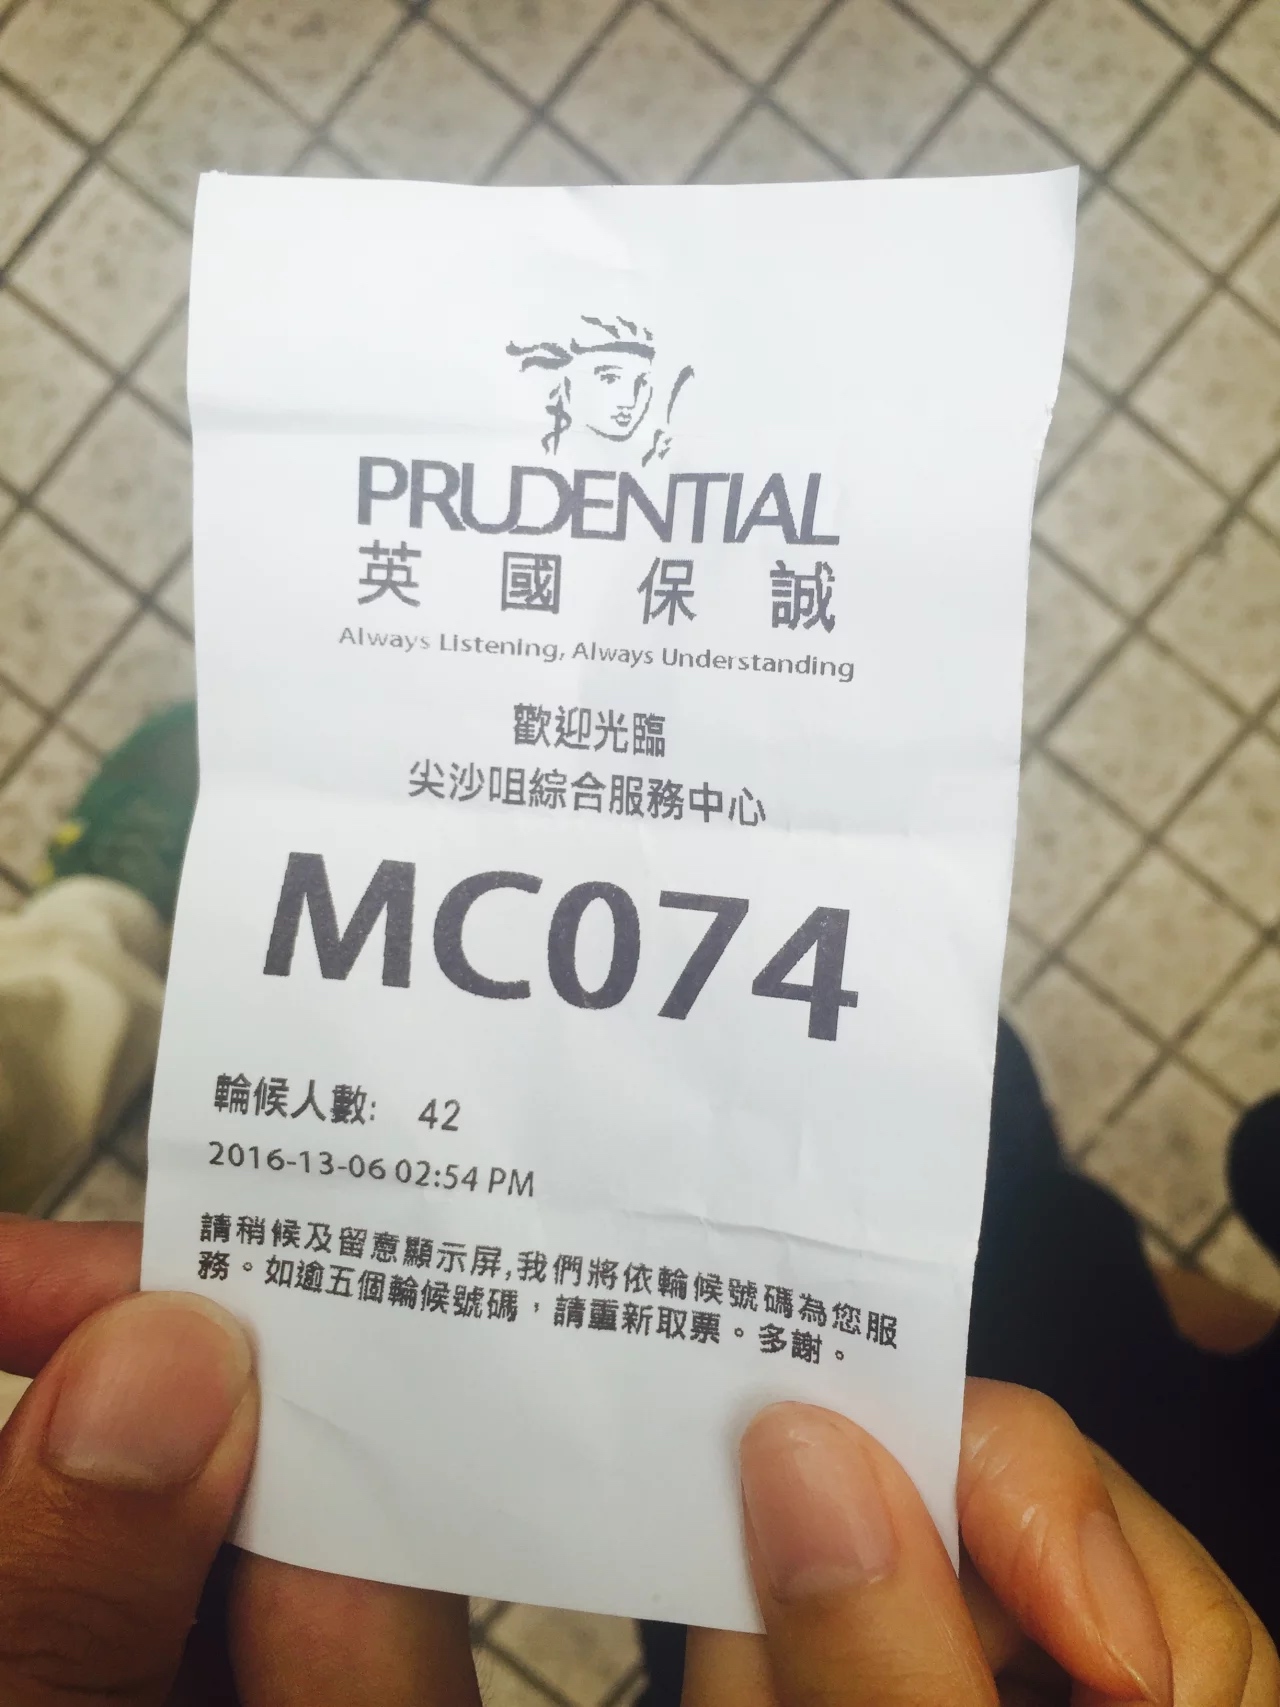 PRUDENTIAL
英國保誠
Always Listening, Always Understanding
歡迎光臨
尖沙咀綜合服務中心
MC074
輪候人數: 42
2016-13-06 02:54 PM
請稍候及留意顯示屏,我們將依輪候號碼為您服
務。如逾五個輪候號碼，請重新取票。多謝。